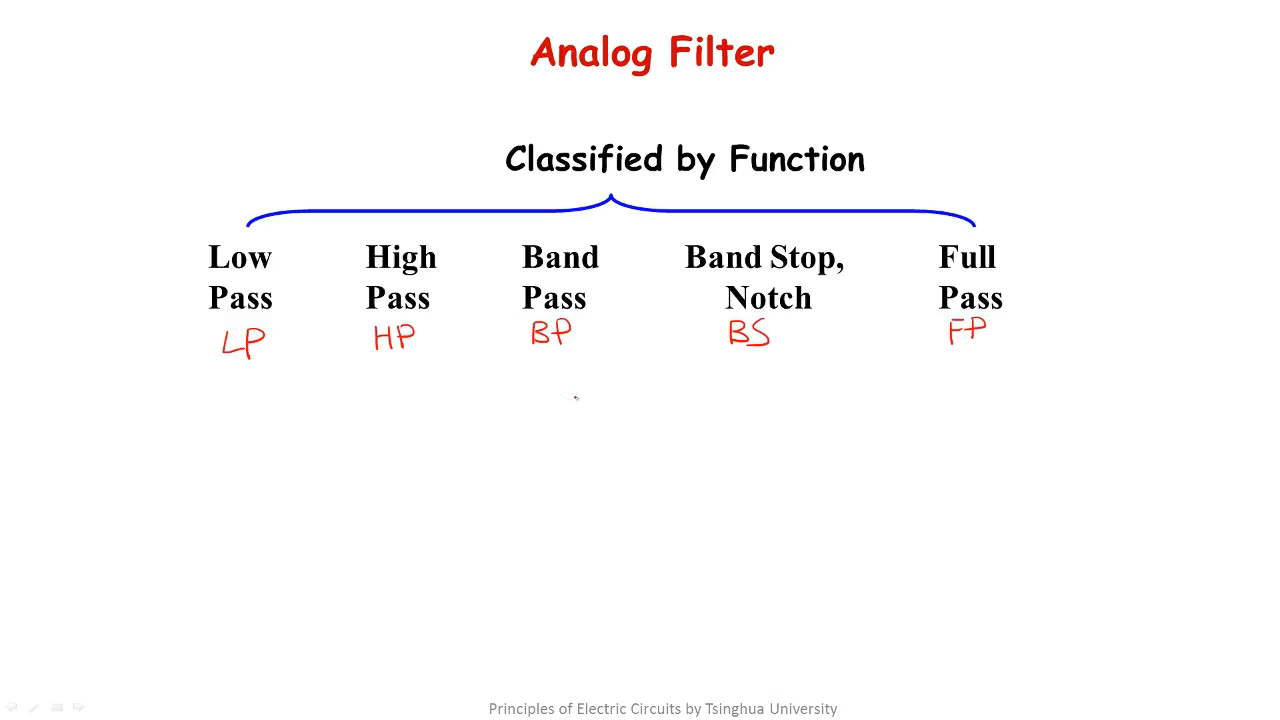 Analog Filter
Classified by Function
Low High Band Band Stop, Full
Pass Pass Pass Notch Pass
LP HP BP BS FP
Principles of Electric Circuits by Tsinghua University